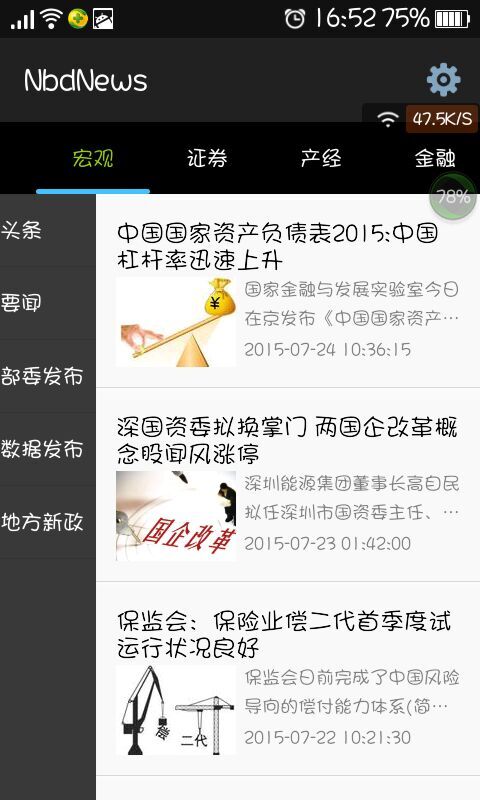 16:52 75%
NbdNews
47.5K/S
宏观 证券 产经 金融
78%
头条
要闻
部委发布
数据发布
地方新政
中国国家资产负债表2015:中国
杠杆率迅速上升
国家金融与发展实验室今日
在京发布《中国国家资产…
2015-07-24 10:36:15
深国资委拟换掌门 两国企改革概
念股闻风涨停
国企改革
深圳能源集团董事长高自民
拟任深圳市国资委主任、…
2015-07-23 01:42:00
保监会：保险业偿二代首季度试
运行状况良好
偿
二代
保监会日前完成了中国风险
导向的偿付能力体系(简…
2015-07-22 10:21:30